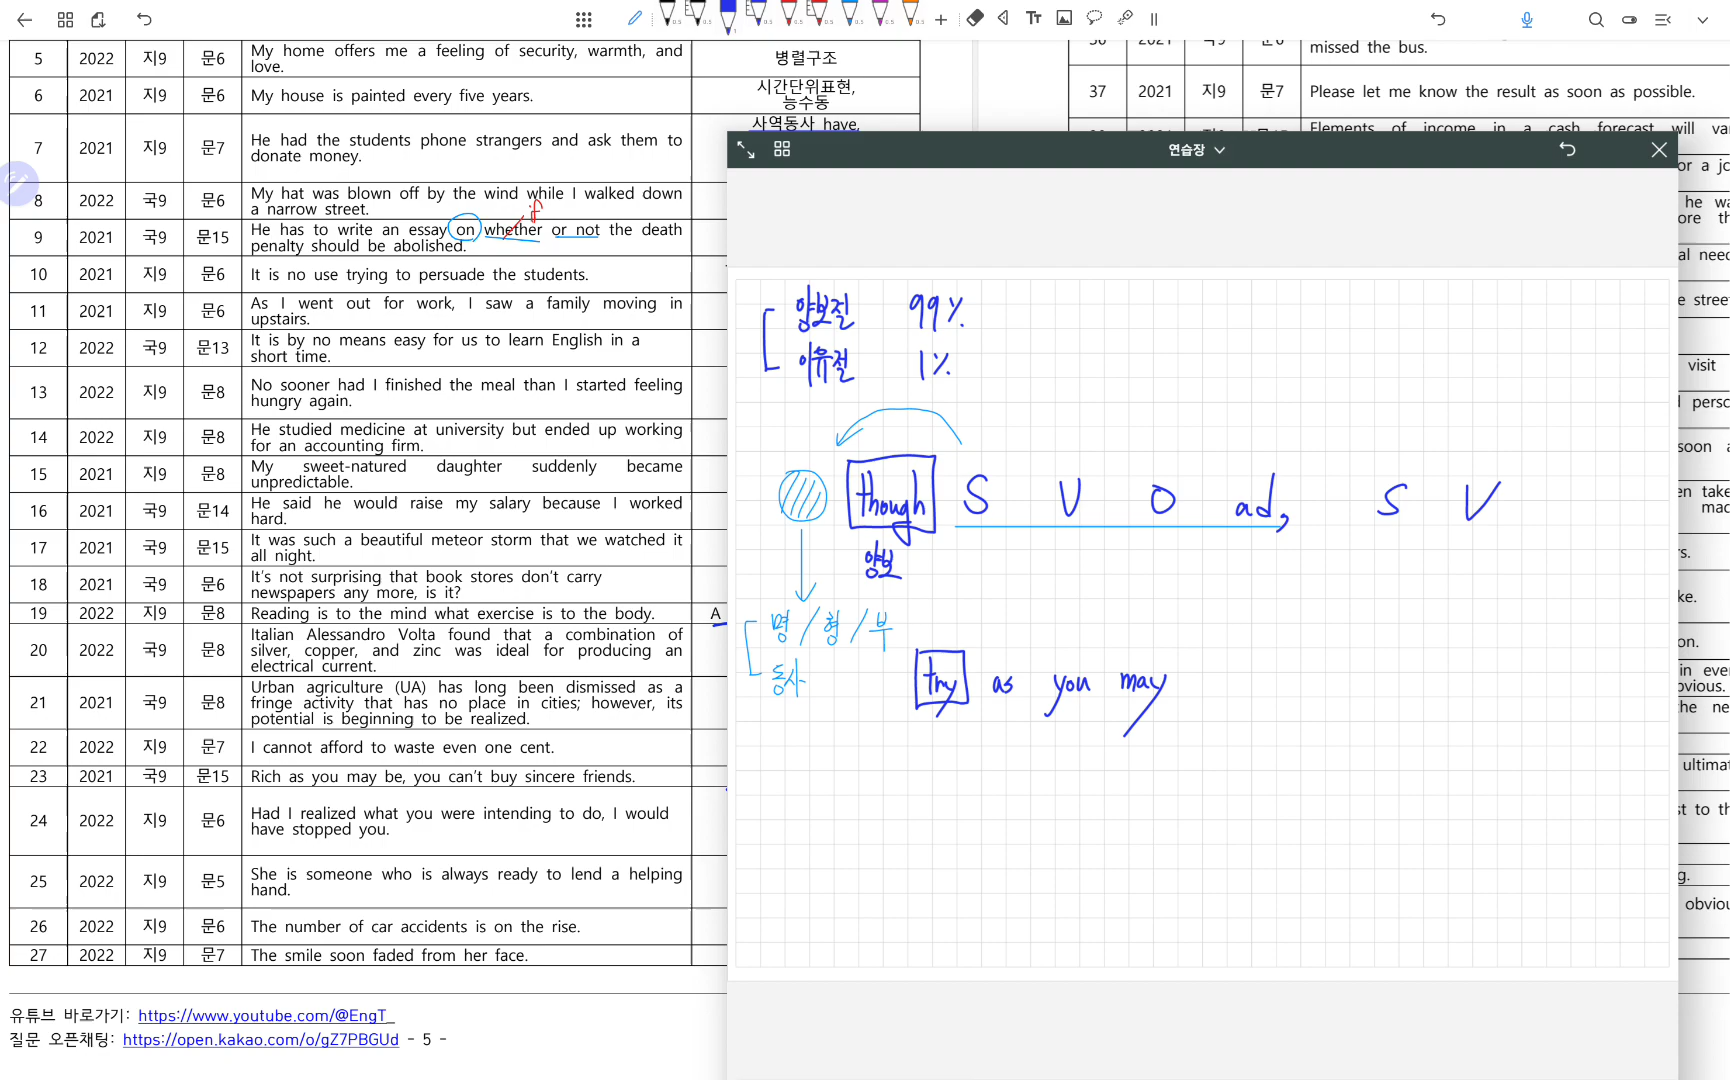 5 2022 지9 문6 My home offers me a feeling of security, warmth, and love. 병렬구조
6 2021 지9 문6 My house is painted every five years. 시간단위표현, 능수동
7 2021 지9 문7 He had the students phone strangers and ask them to donate money. 사역동사 have,
8 2022 국9 문6 My hat was blown off by the wind while I walked down a narrow street.
if
9 2021 국9 문15 He has to write an essay on whether or not the death penalty should be abolished.
10 2021 지9 문6 It is no use trying to persuade the students.
11 2021 지9 문6 As I went out for work, I saw a family moving in upstairs.
12 2022 국9 문13 It is by no means easy for us to learn English in a short time.
13 2022 지9 문8 No sooner had I finished the meal than I started feeling hungry again.
14 2022 지9 문8 He studied medicine at university but ended up working for an accounting firm.
15 2021 지9 문8 My sweet-natured daughter suddenly became unpredictable.
16 2021 국9 문14 He said he would raise my salary because I worked hard.
17 2021 국9 문15 It was such a beautiful meteor storm that we watched it all night.
18 2021 국9 문6 It's not surprising that book stores don't carry newspapers any more, is it?
19 2022 지9 문8 Reading is to the mind what exercise is to the body. A
20 2022 국9 문8 Italian Alessandro Volta found that a combination of silver, copper, and zinc was ideal for producing an electrical current.
21 2021 국9 문8 Urban agriculture (UA) has long been dismissed as a fringe activity that has no place in cities; however, its potential is beginning to be realized.
22 2022 지9 문7 I cannot afford to waste even one cent.
23 2021 국9 문15 Rich as you may be, you can't buy sincere friends.
24 2022 지9 문6 Had I realized what you were intending to do, I would have stopped you.
25 2022 지9 문5 She is someone who is always ready to lend a helping hand.
26 2022 지9 문6 The number of car accidents is on the rise.
27 2022 지9 문7 The smile soon faded from her face.
유튜브 바로가기: https://www.youtube.com/@EngT_
질문 오픈채팅: https://open.kakao.com/o/gZ7PBGUd - 5 -
missed the bus.
37 2021 지9 문7 Please let me know the result as soon as possible.
Elements of income in a cash forecast will
연습장
양보절 99%
이유절 1%
though S V O ad, S V
양보
명/형/부
동사
try as you may
visit
soon
obvious.